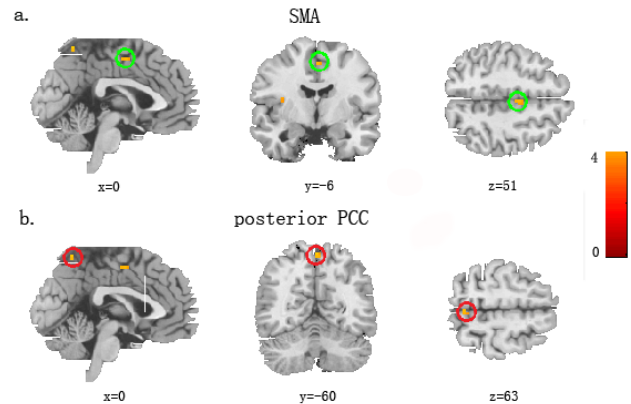 a.
SMA
x=0
y=-6
z=51
4
0
b.
posterior PCC
x=0
y=-60
z=63